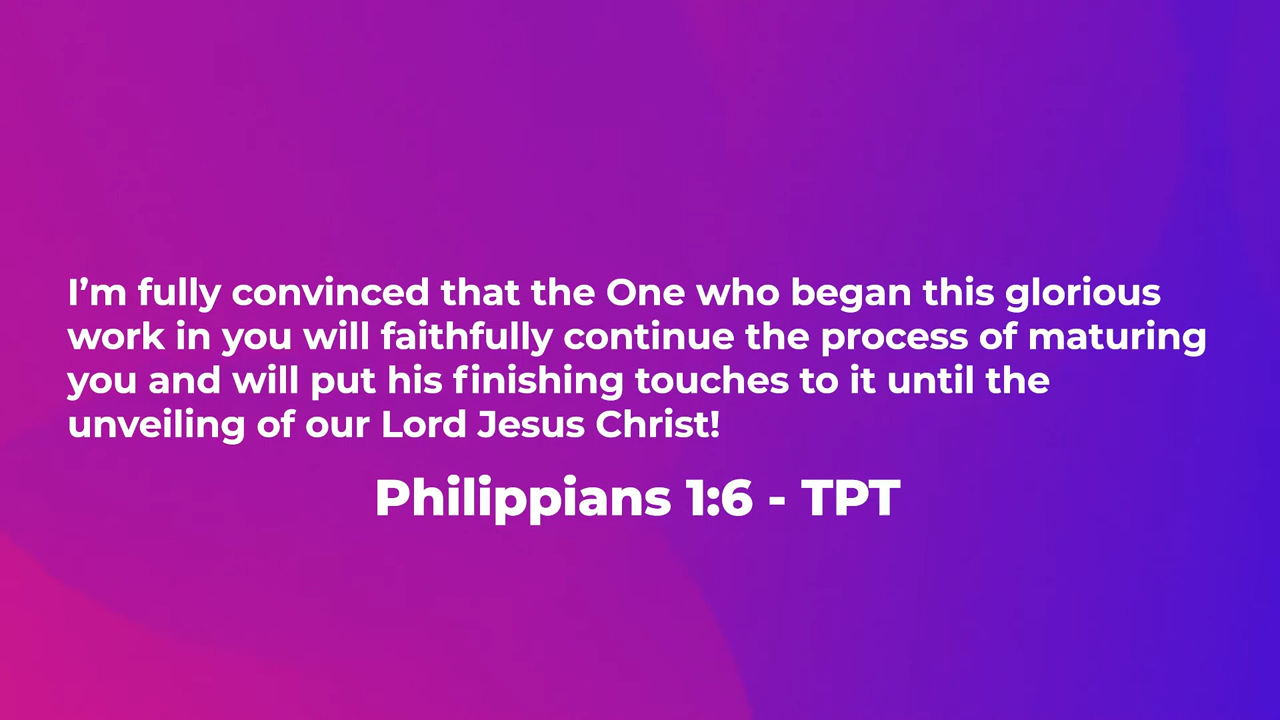 I’m fully convinced that the One who began this glorious
work in you will faithfully continue the process of maturing
you and will put his finishing touches to it until the
unveiling of our Lord Jesus Christ!
Philippians 1:6 - TPT